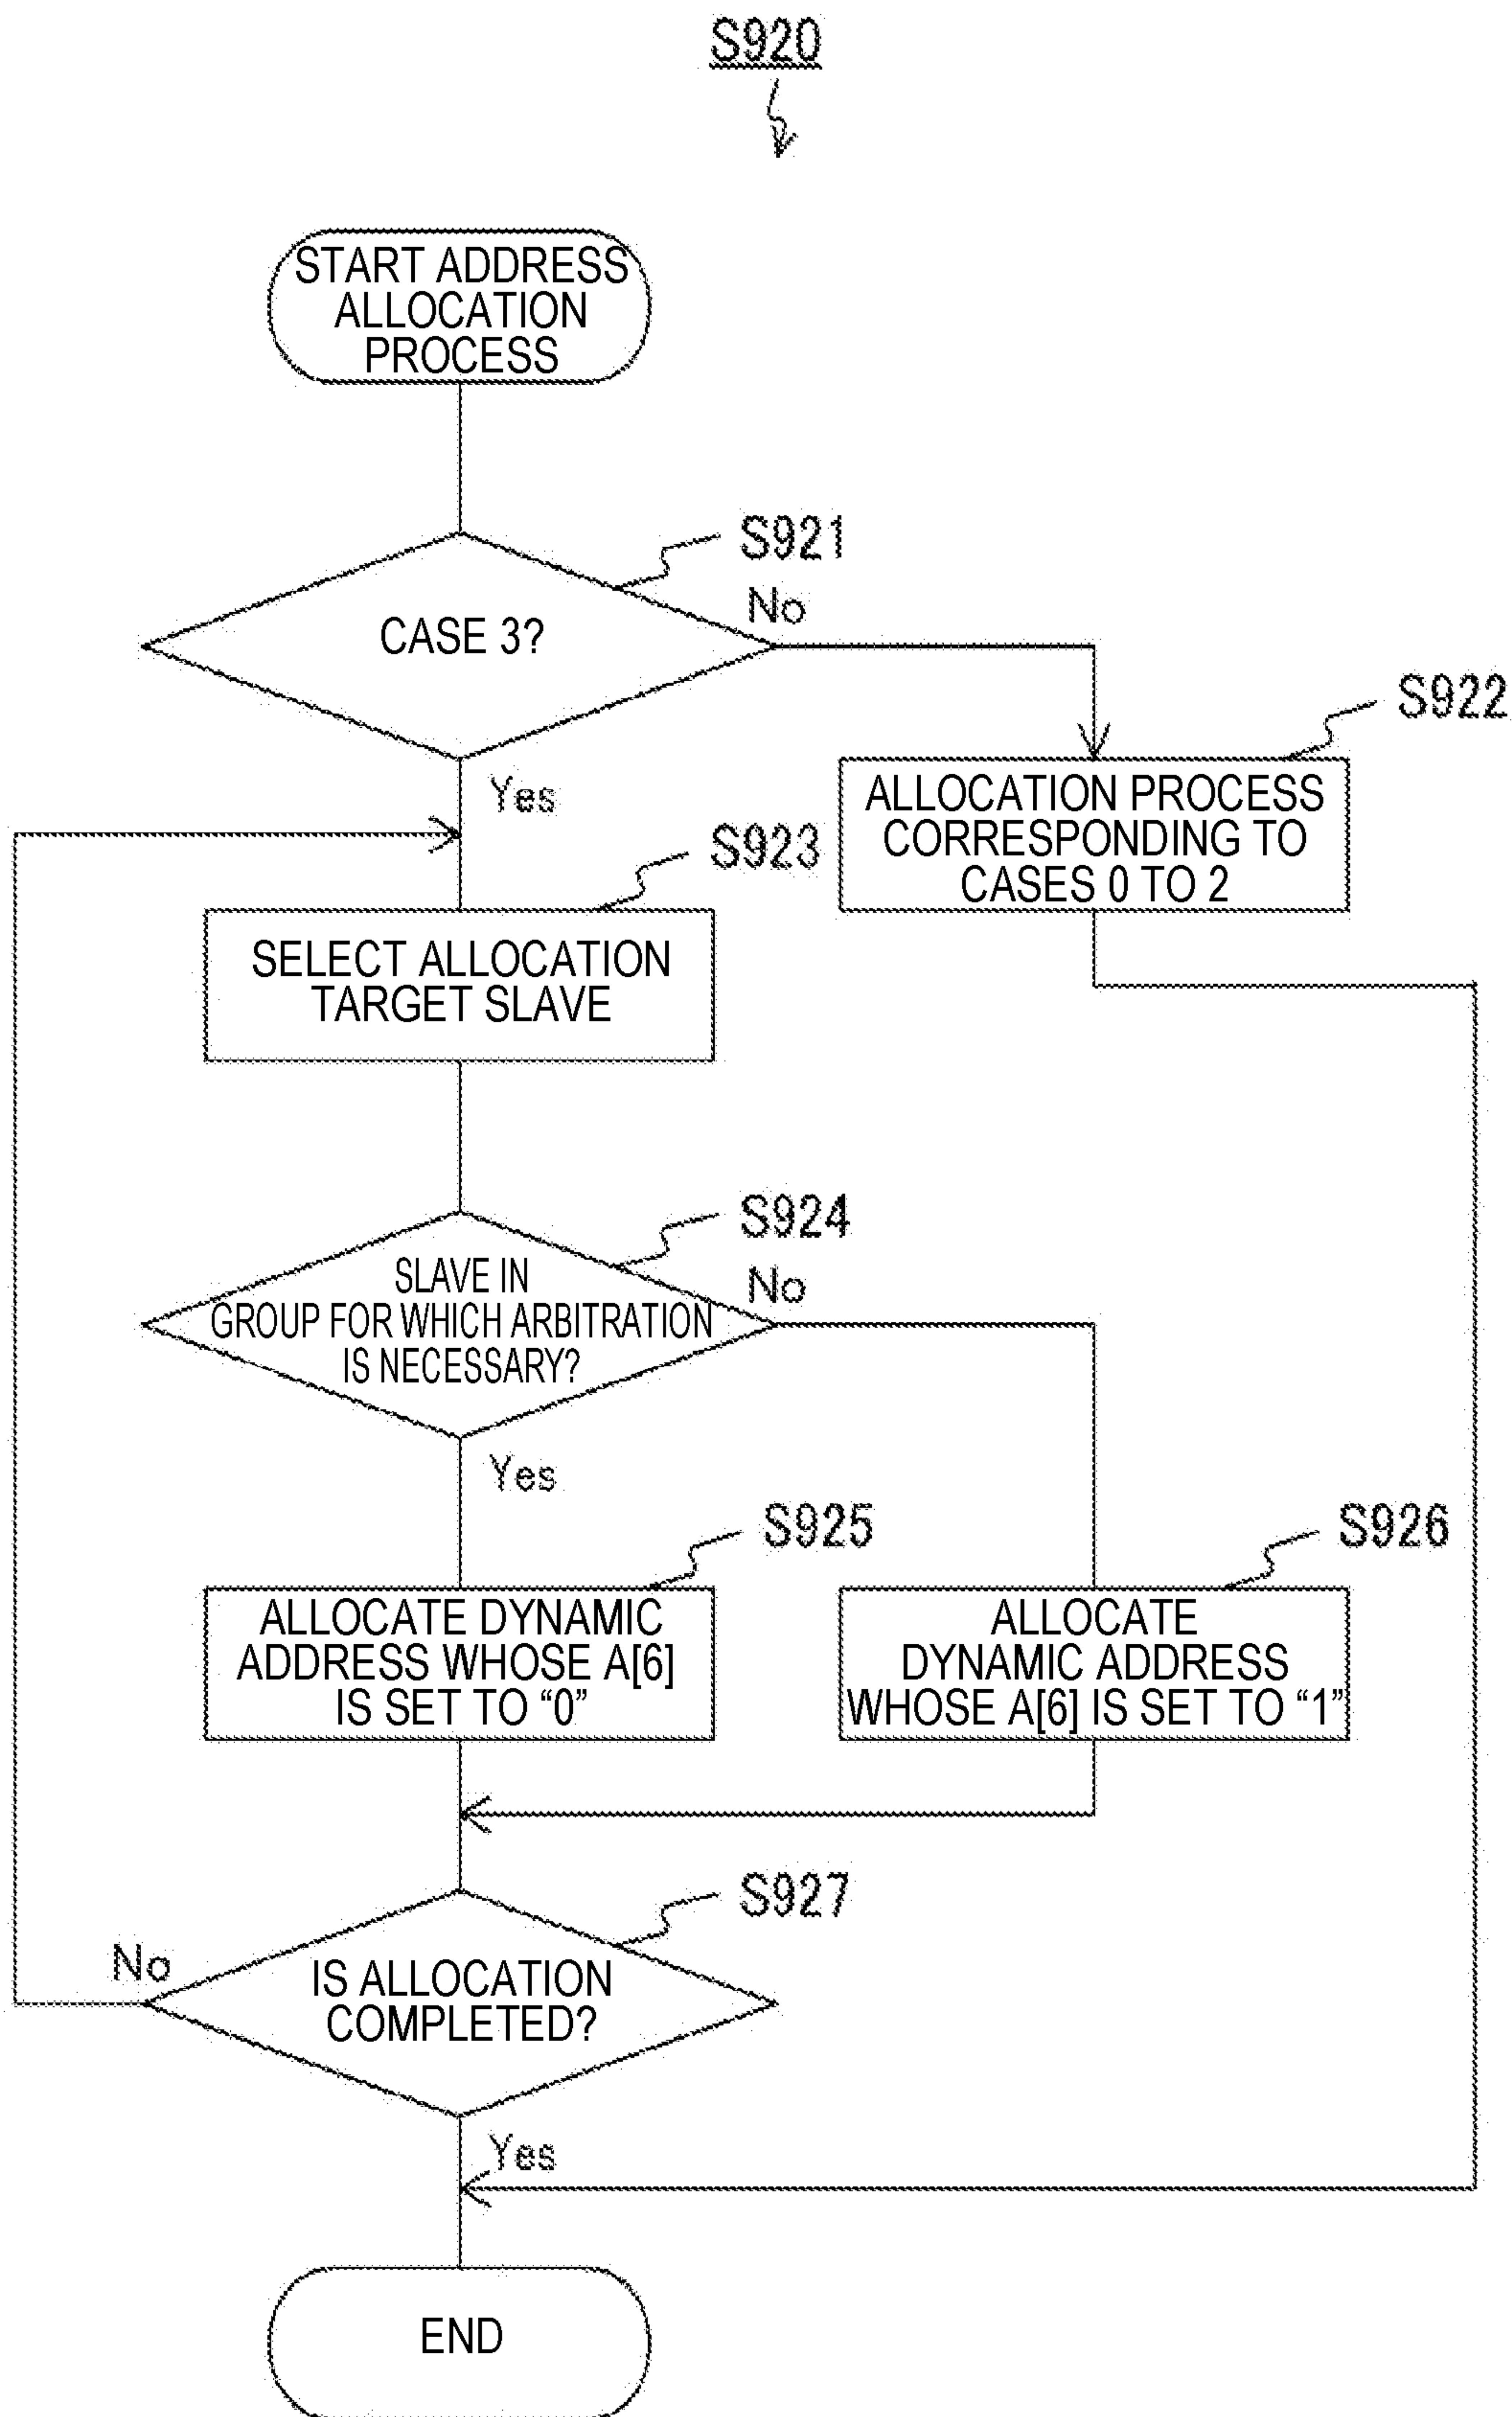 S920
START ADDRESS
ALLOCATION
PROCESS
S921
CASE 3?
No
Yes
S922
ALLOCATION PROCESS
CORRESPONDING TO
CASES 0 TO 2
S923
SELECT ALLOCATION
TARGET SLAVE
S924
SLAVE IN
GROUP FOR WHICH ARBITRATION
IS NECESSARY?
No
Yes
S925
ALLOCATE DYNAMIC
ADDRESS WHOSE A[6]
IS SET TO “0”
S926
ALLOCATE
DYNAMIC ADDRESS
WHOSE A[6] IS SET TO “1”
S927
IS ALLOCATION
COMPLETED?
No
Yes
END